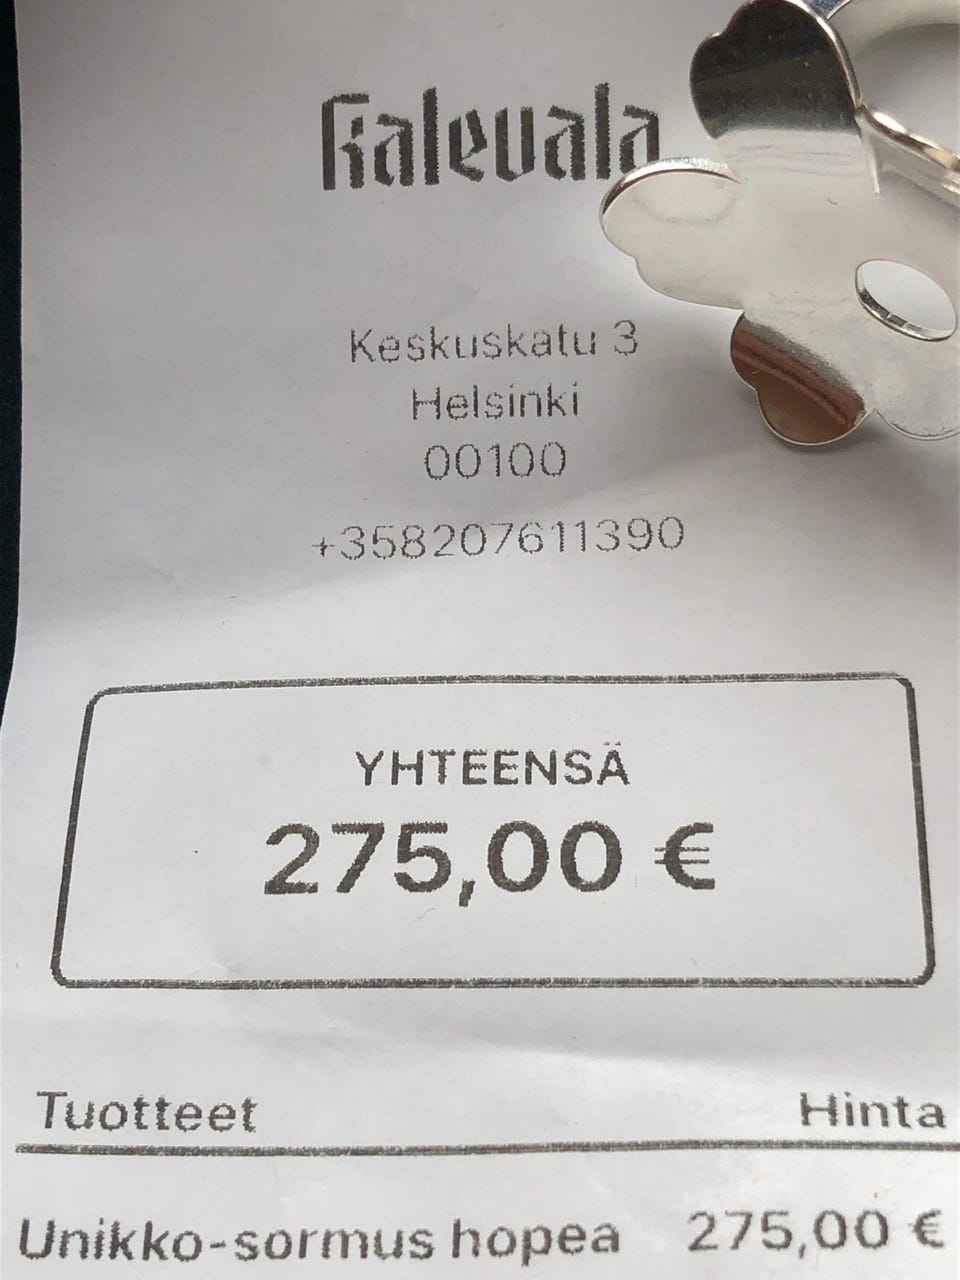 Kalevala
Keskuskatu 3
Helsinki
00100
+358207611390
YHTEENSÄ
275,00 €
Tuotteet Hinta
Unikko-sormus hopea 275,00 €